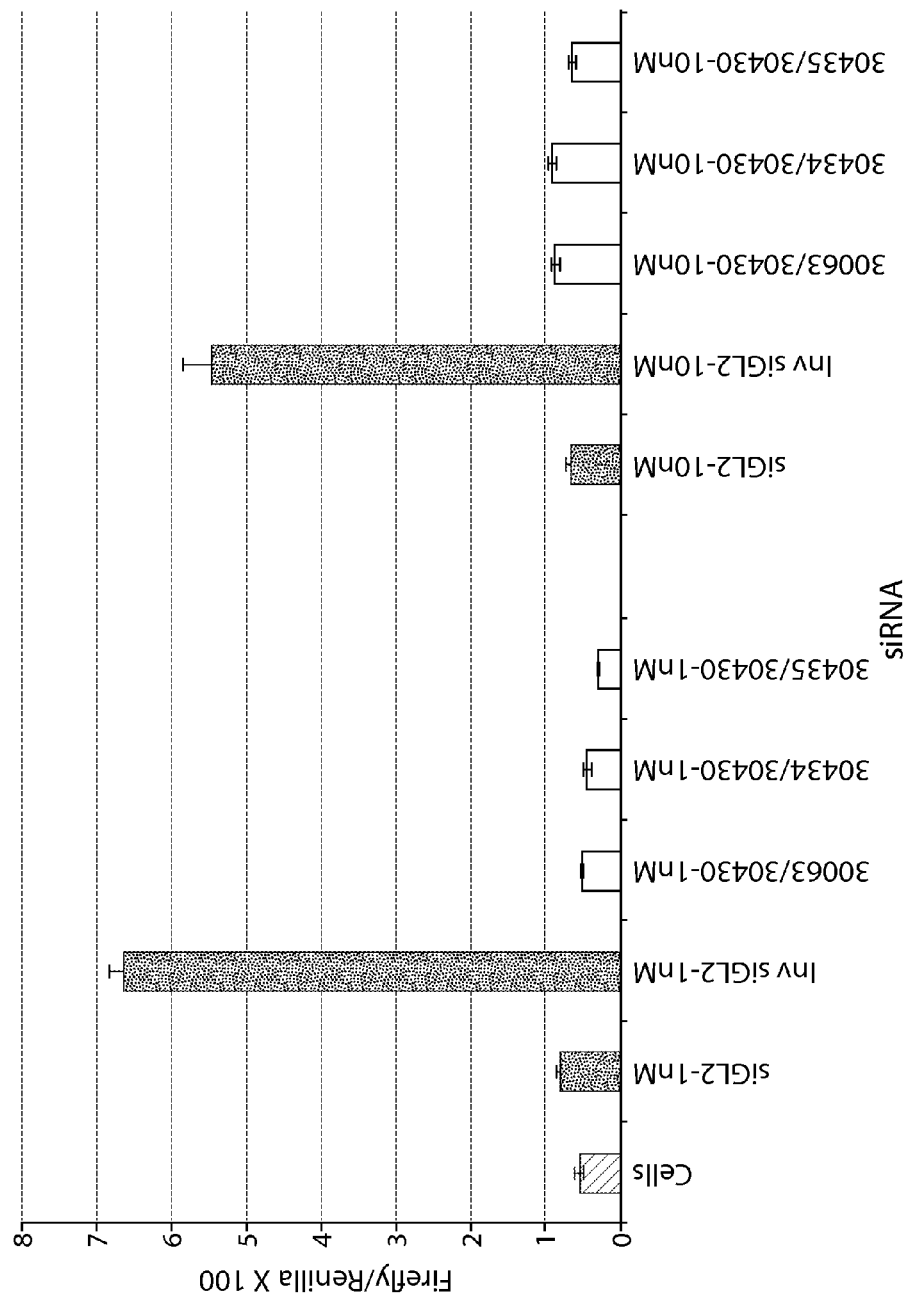 Firefly/Renilla X 100
8
7
6
5
4
3
2
1
0
Cells
siGL2-1nM
Inv siGL2-1nM
30063/30430-1nM
30434/30430-1nM
30435/30430-1nM
siGL2-10nM
Inv siGL2-10nM
30063/30430-10nM
30434/30430-10nM
30435/30430-10nM
siRNA